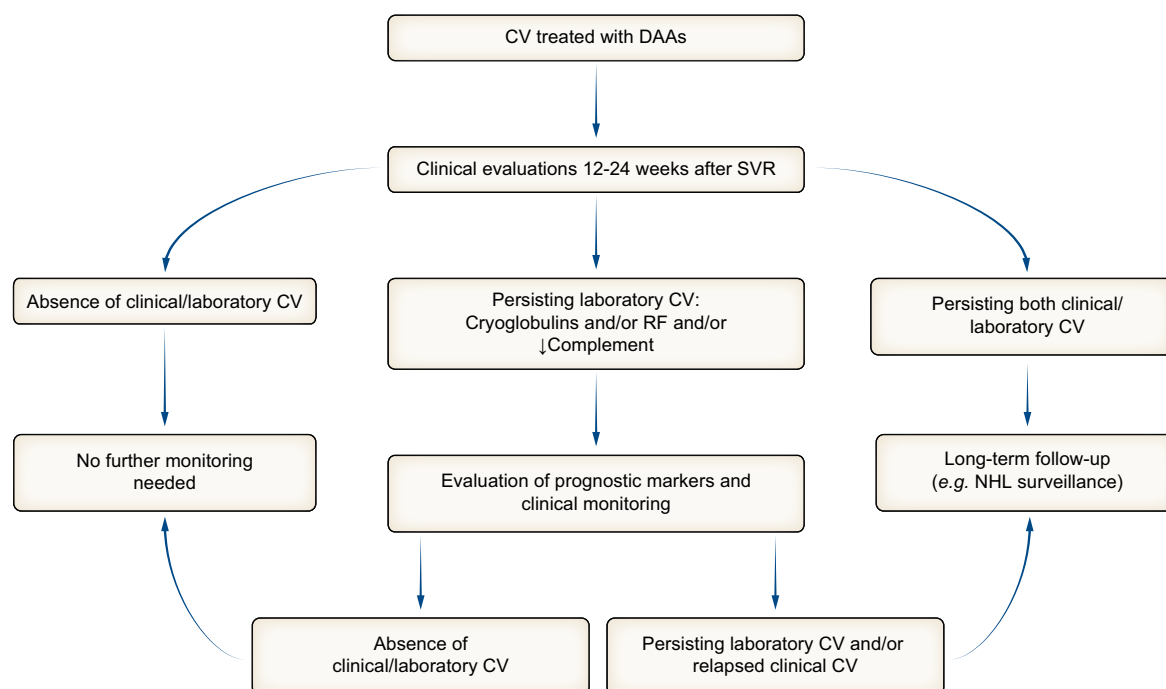 CV treated with DAAs
Clinical evaluations 12-24 weeks after SVR
Absence of clinical/laboratory CV
Persisting laboratory CV:
Cryoglobulins and/or RF and/or
↓Complement
Persisting both clinical/
laboratory CV
No further monitoring
needed
Evaluation of prognostic markers and
clinical monitoring
Long-term follow-up
(e.g. NHL surveillance)
Absence of
clinical/laboratory CV
Persisting laboratory CV and/or
relapsed clinical CV